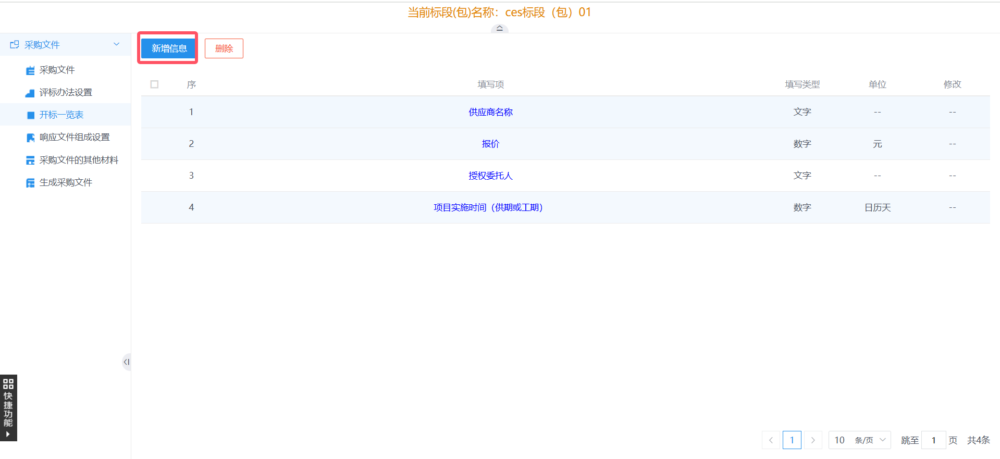 当前标段(包)名称：ces标段（包）01
采购文件
采购文件
评标办法设置
开标一览表
响应文件组成设置
采购文件的其他材料
生成采购文件
快捷功能
新增信息 删除
序 填写项 填写类型 单位 修改
1 供应商名称 文字 -- --
2 报价 数字 元 --
3 授权委托人 文字 -- --
4 项目实施时间（供期或工期） 数字 日历天 --
1 10 条/页 跳至 1 页 共4条